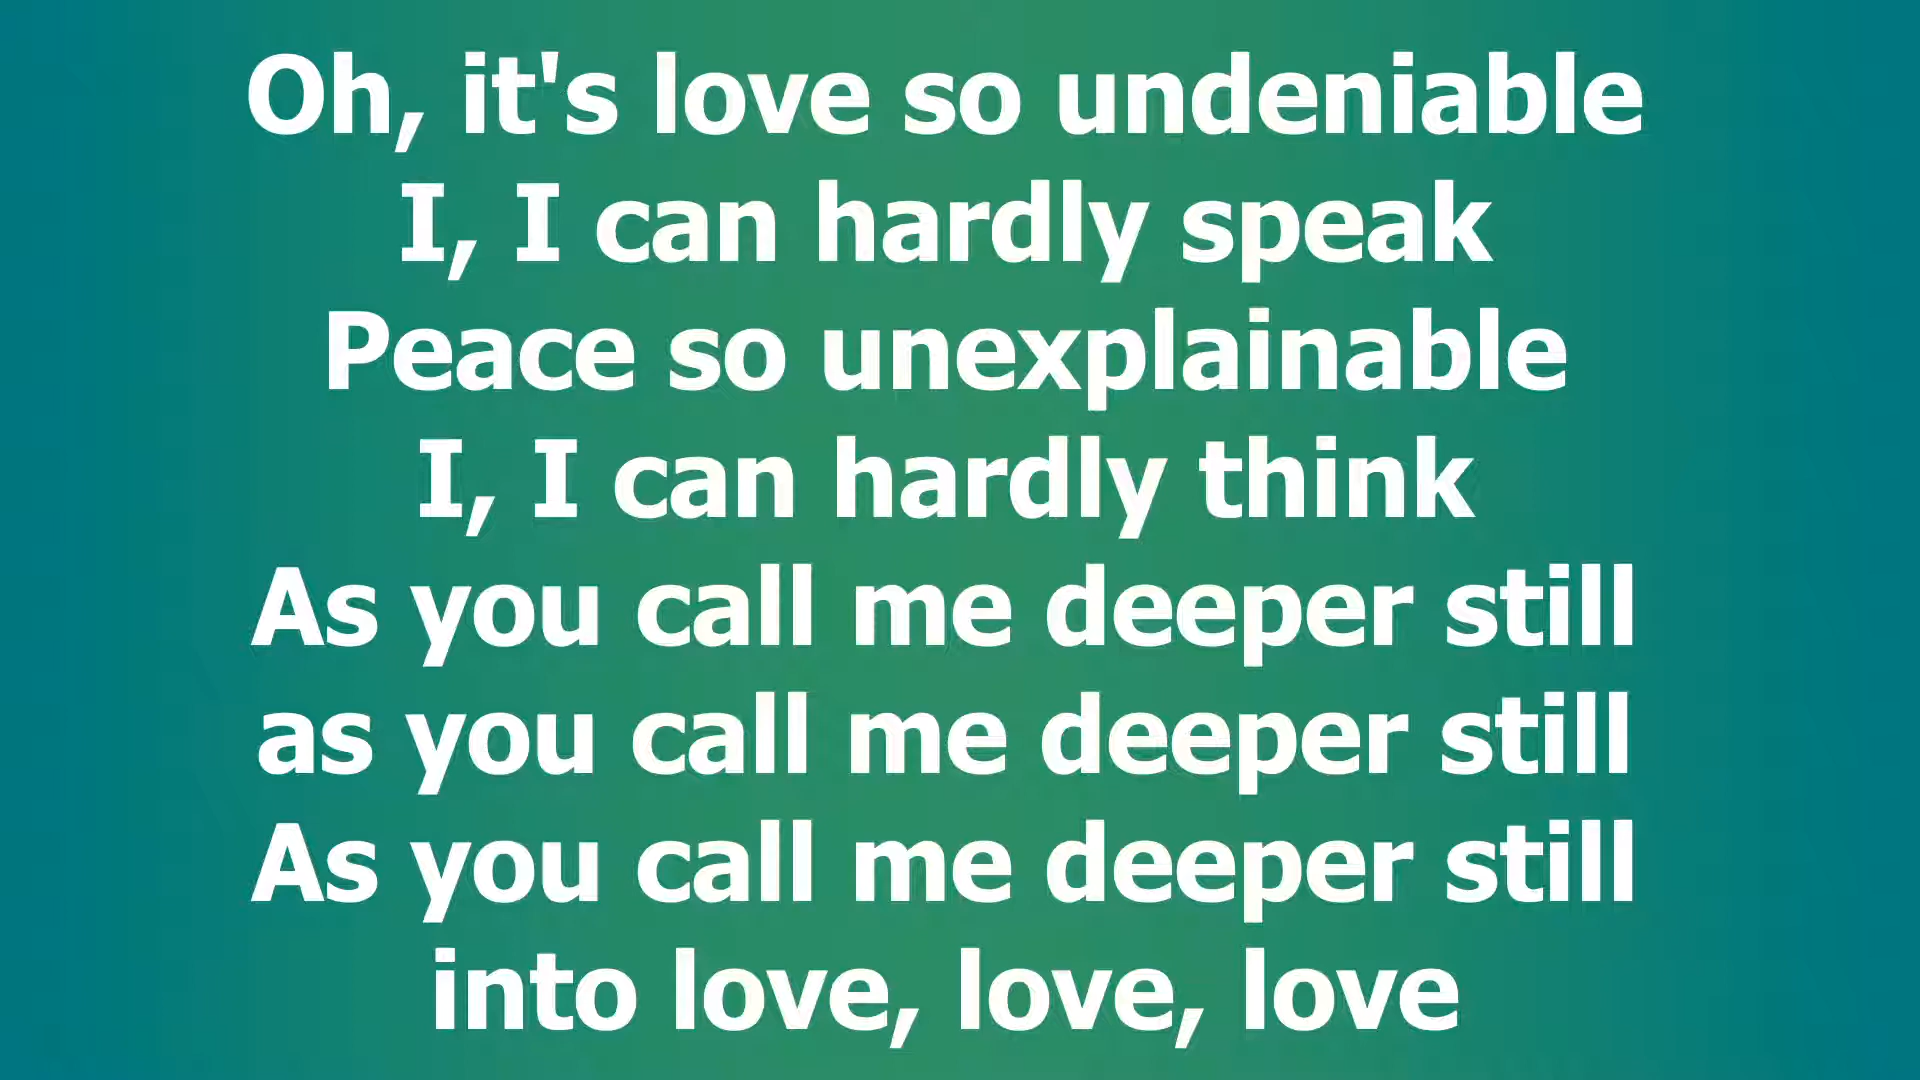 Oh, it's love so undeniable
I, I can hardly speak
Peace so unexplainable
I, I can hardly think
As you call me deeper still
as you call me deeper still
As you call me deeper still
into love, love, love